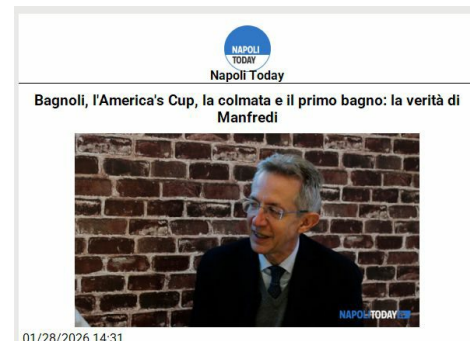 NAPOLI
TODAY
Napoli Today
Bagnoli, l'America's Cup, la colmata e il primo bagno: la verità di
Manfredi
NAPOLITODAY
01/28/2026 14:31